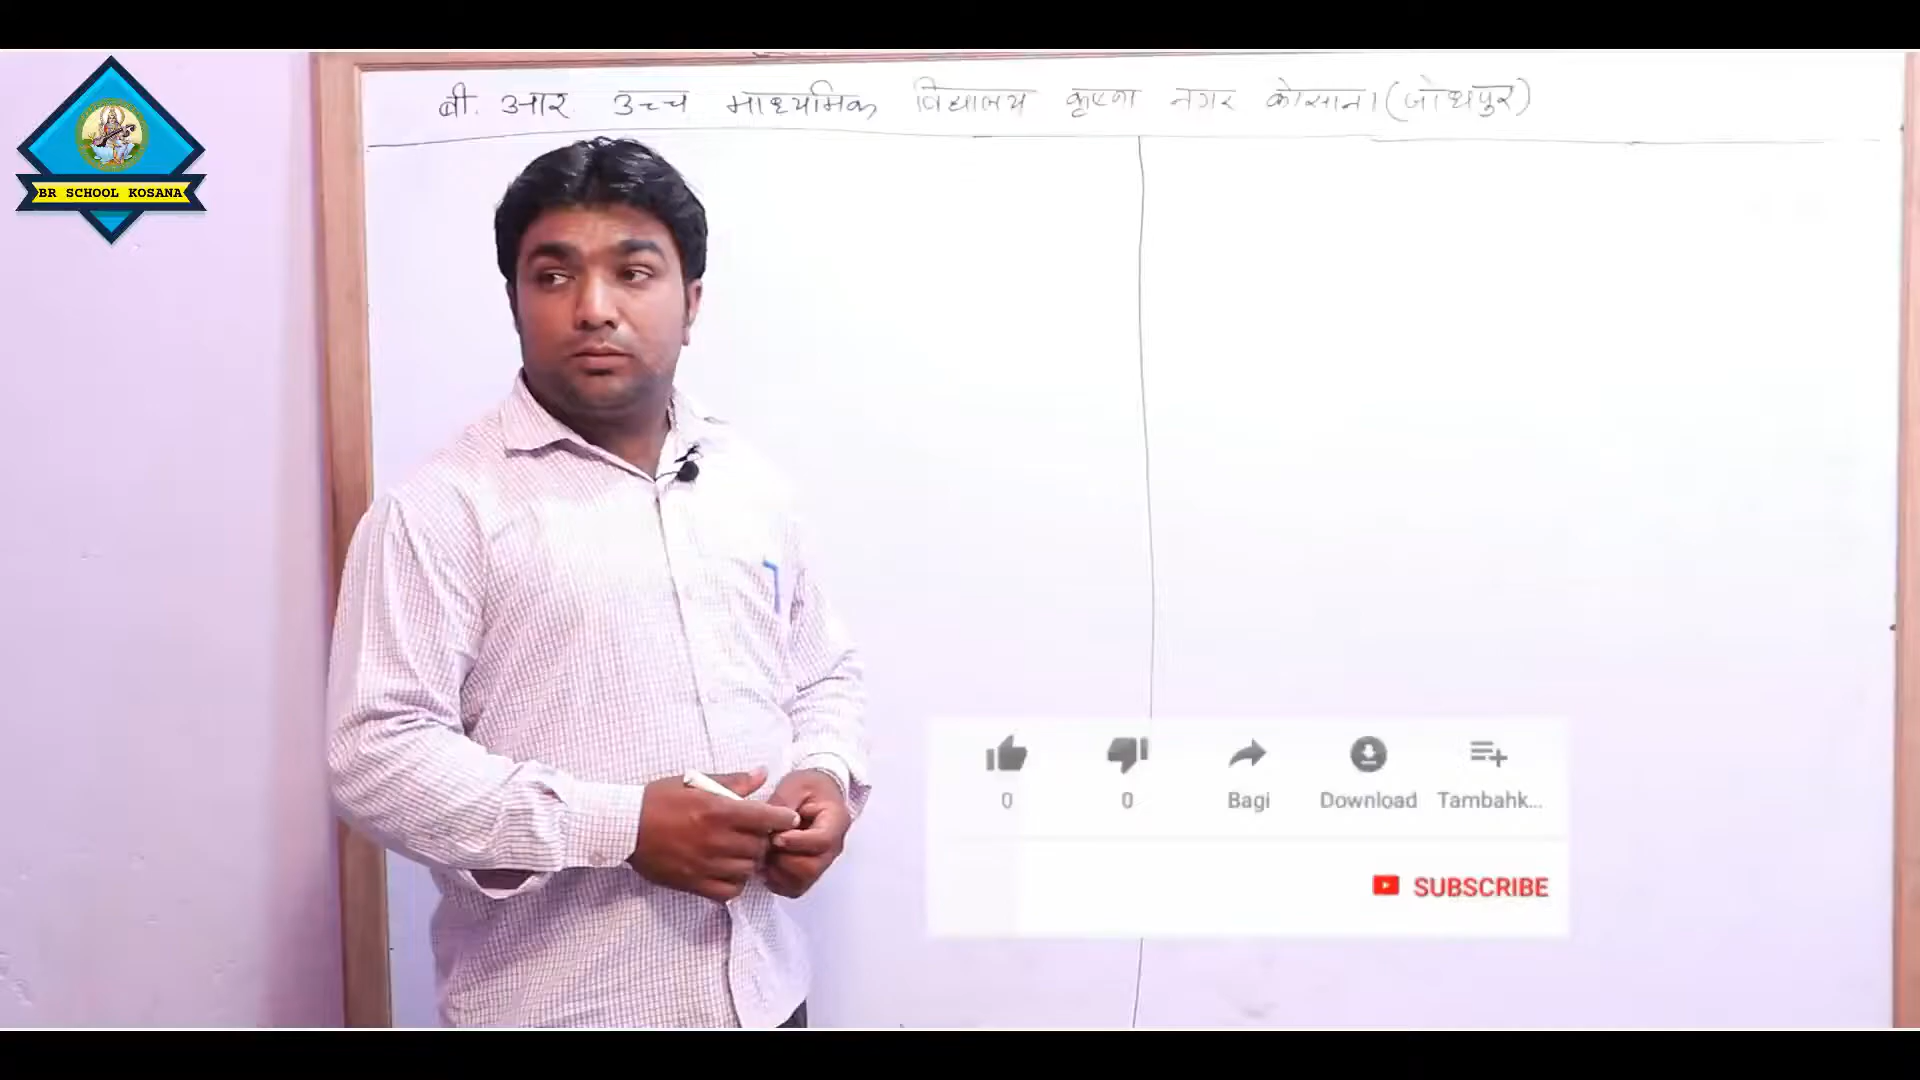 बी. आर उच्च माध्यमिक विद्यालय कृष्णा नगर कोसाना (जोधपुर)
BR SCHOOL KOSANA
0 0 Bagi Download Tambahk...
SUBSCRIBE